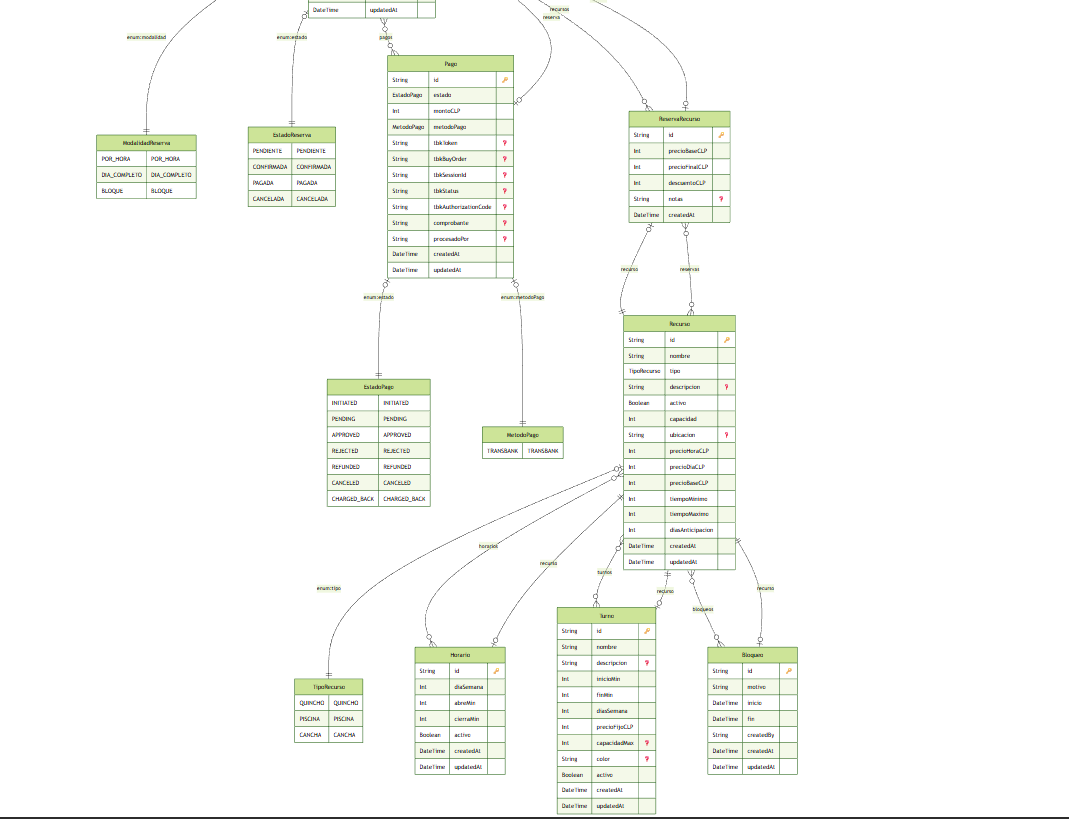 DateTime updatedAt
recursos
reserva
enum:modalidad
enum:estado
pagos
Pago
String id
EstadoPago estado
Int montoCLP
MetodoPago metodoPago
String tbkToken
String tbkBuyOrder
String tbkSessionId
String tbkStatus
String tbkAuthorizationCode
String comprobante
String procesadoPor
DateTime createdAt
DateTime updatedAt
ModalidadReserva
POR_HORA POR_HORA
DIA_COMPLETO DIA_COMPLETO
BLOQUE BLOQUE
EstadoReserva
PENDIENTE PENDIENTE
CONFIRMADA CONFIRMADA
PAGADA PAGADA
CANCELADA CANCELADA
ReservaRecurso
String id
Int precioBaseCLP
Int precioFinalCLP
Int descuentoCLP
String notas
DateTime createdAt
recurso
reservas
enum:estado
enum:metodoPago
EstadoPago
INITIATED INITIATED
PENDING PENDING
APPROVED APPROVED
REJECTED REJECTED
REFUNDED REFUNDED
CANCELED CANCELED
CHARGED_BACK CHARGED_BACK
MetodoPago
TRANSBANK TRANSBANK
Recurso
String id
String nombre
TipoRecurso tipo
String descripcion
Boolean activo
Int capacidad
String ubicacion
Int precioHoraCLP
Int precioDiaCLP
Int precioBaseCLP
Int tiempoMinimo
Int tiempoMaximo
Int diasAnticipacion
DateTime createdAt
DateTime updatedAt
horarios
recurso
turnos
enum:tipo
recurso
recurso
bloqueos
TipoRecurso
QUINCHO QUINCHO
PISCINA PISCINA
CANCHA CANCHA
Horario
String id
Int diaSemana
Int abreMin
Int cierraMin
Boolean activo
DateTime createdAt
DateTime updatedAt
Turno
String id
String nombre
String descripcion
Int inicioMin
Int finMin
Int diasSemana
Int precioFijoCLP
Int capacidadMax
String color
Boolean activo
DateTime createdAt
DateTime updatedAt
Bloqueo
String id
String motivo
DateTime inicio
DateTime fin
String createdBy
DateTime createdAt
DateTime updatedAt